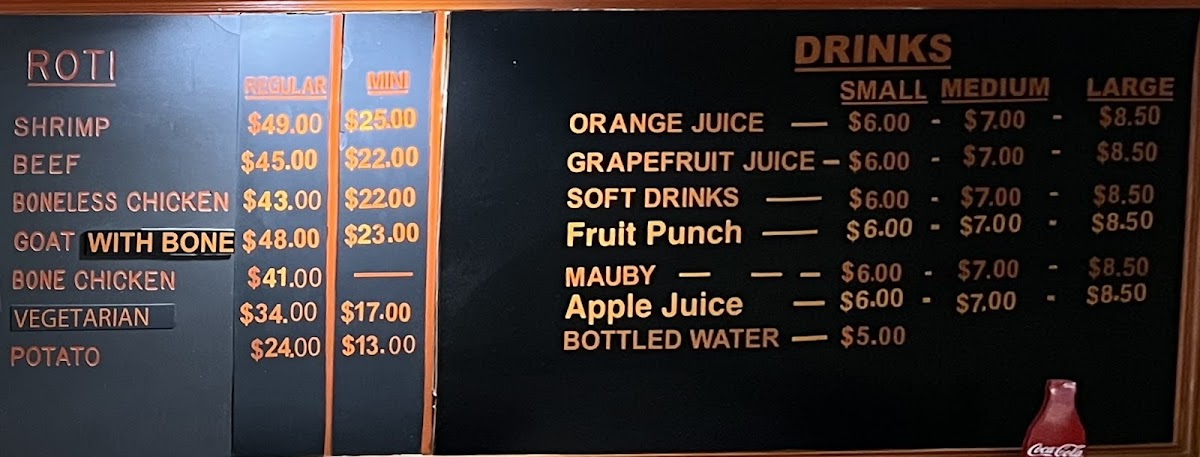 ROTI
REGULAR MINI
SHRIMP $49.00 $25.00
BEEF $45.00 $22.00
BONELESS CHICKEN $43.00 $22.00
GOAT WITH BONE $48.00 $23.00
BONE CHICKEN $41.00 —
VEGETARIAN $34.00 $17.00
POTATO $24.00 $13.00
DRINKS
SMALL MEDIUM LARGE
ORANGE JUICE — $6.00 - $7.00 - $8.50
GRAPEFRUIT JUICE – $6.00 - $7.00 - $8.50
SOFT DRINKS — $6.00 - $7.00 - $8.50
Fruit Punch — $6.00 - $7.00 - $8.50
MAUBY — — – $6.00 - $7.00 - $8.50
Apple Juice — $6.00 - $7.00 - $8.50
BOTTLED WATER — $5.00
Coca-Cola